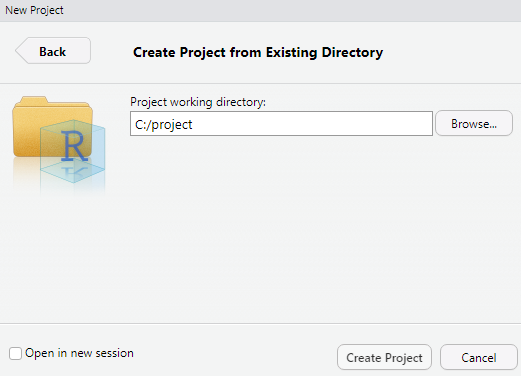 New Project
Back
Create Project from Existing Directory
Project working directory:
C:/project
Browse...
R
Open in new session
Create Project
Cancel